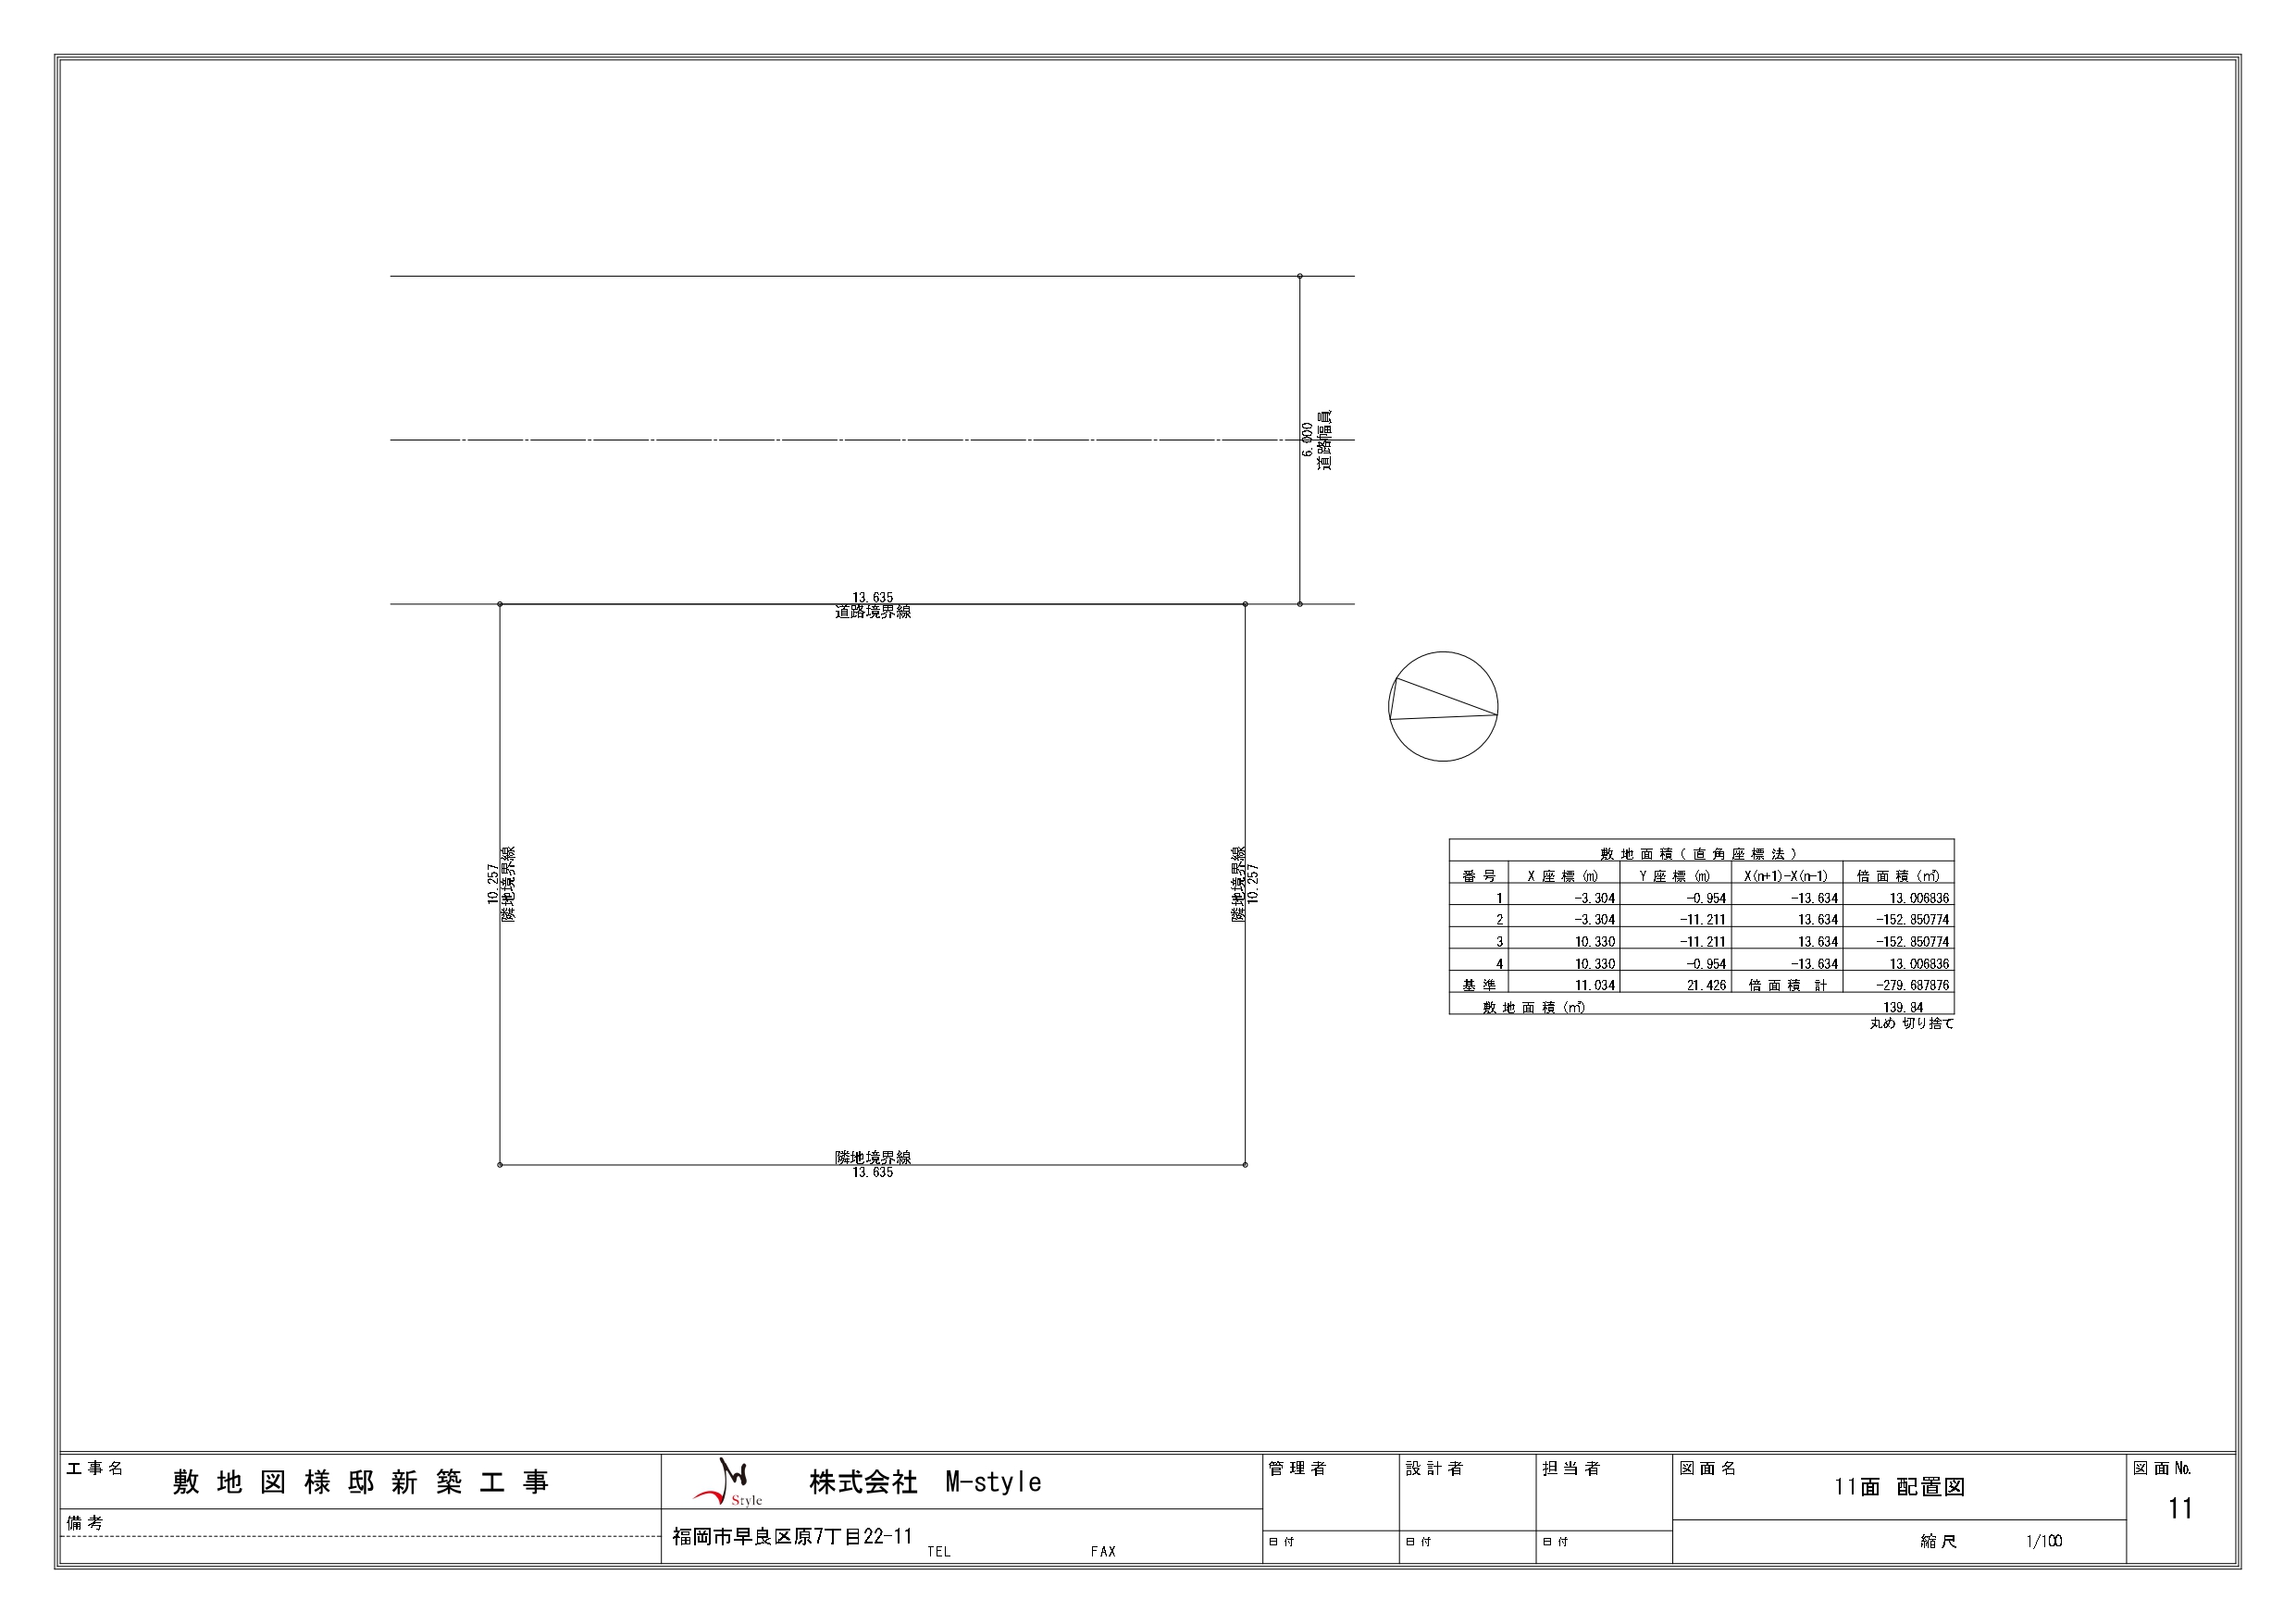 6.000
道路幅員
13.635
道路境界線
10.257
隣地境界線
隣地境界線
10.257
隣地境界線
13.635
敷地面積(直角座標法)
番号 X座標(m) Y座標(m) X(n+1)-X(n-1) 倍面積(㎡)
1 -3.304 -0.954 -13.634 13.006836
2 -3.304 -11.211 13.634 -152.850774
3 10.330 -11.211 13.634 -152.850774
4 10.330 -0.954 -13.634 13.006836
基準 11.034 21.426 倍面積 計 -279.687876
敷地面積(㎡) 139.84
丸め 切り捨て
工事名 敷地図様邸新築工事
備考
Style
株式会社 M-style
福岡市早良区原7丁目22-11 TEL FAX
管理者 設計者 担当者
日付 日付 日付
図面名 11面 配置図
縮尺 1/100
図面No.
11